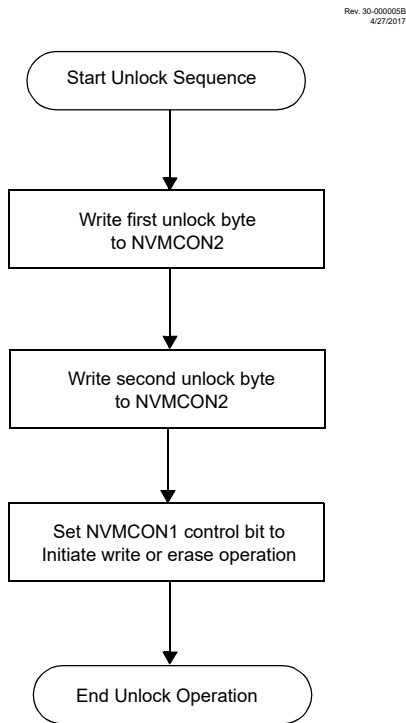 Rev. 30-000005B
4/27/2017
Start Unlock Sequence
Write first unlock byte
to NVMCON2
Write second unlock byte
to NVMCON2
Set NVMCON1 control bit to
Initiate write or erase operation
End Unlock Operation